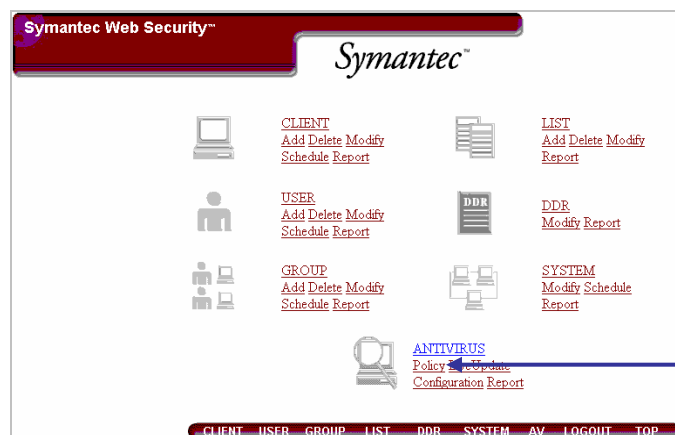 Symantec Web Security™
Symantec™
CLIENT
Add Delete Modify
Schedule Report
LIST
Add Delete Modify
Report
USER
Add Delete Modify
Schedule Report
DDR
DDR
Modify Report
GROUP
Add Delete Modify
Schedule Report
SYSTEM
Modify Schedule
Report
ANTIVIRUS
Policy LiveUpdate
Configuration Report
CLIENT USER GROUP LIST DDR SYSTEM AV LOGOUT TOP